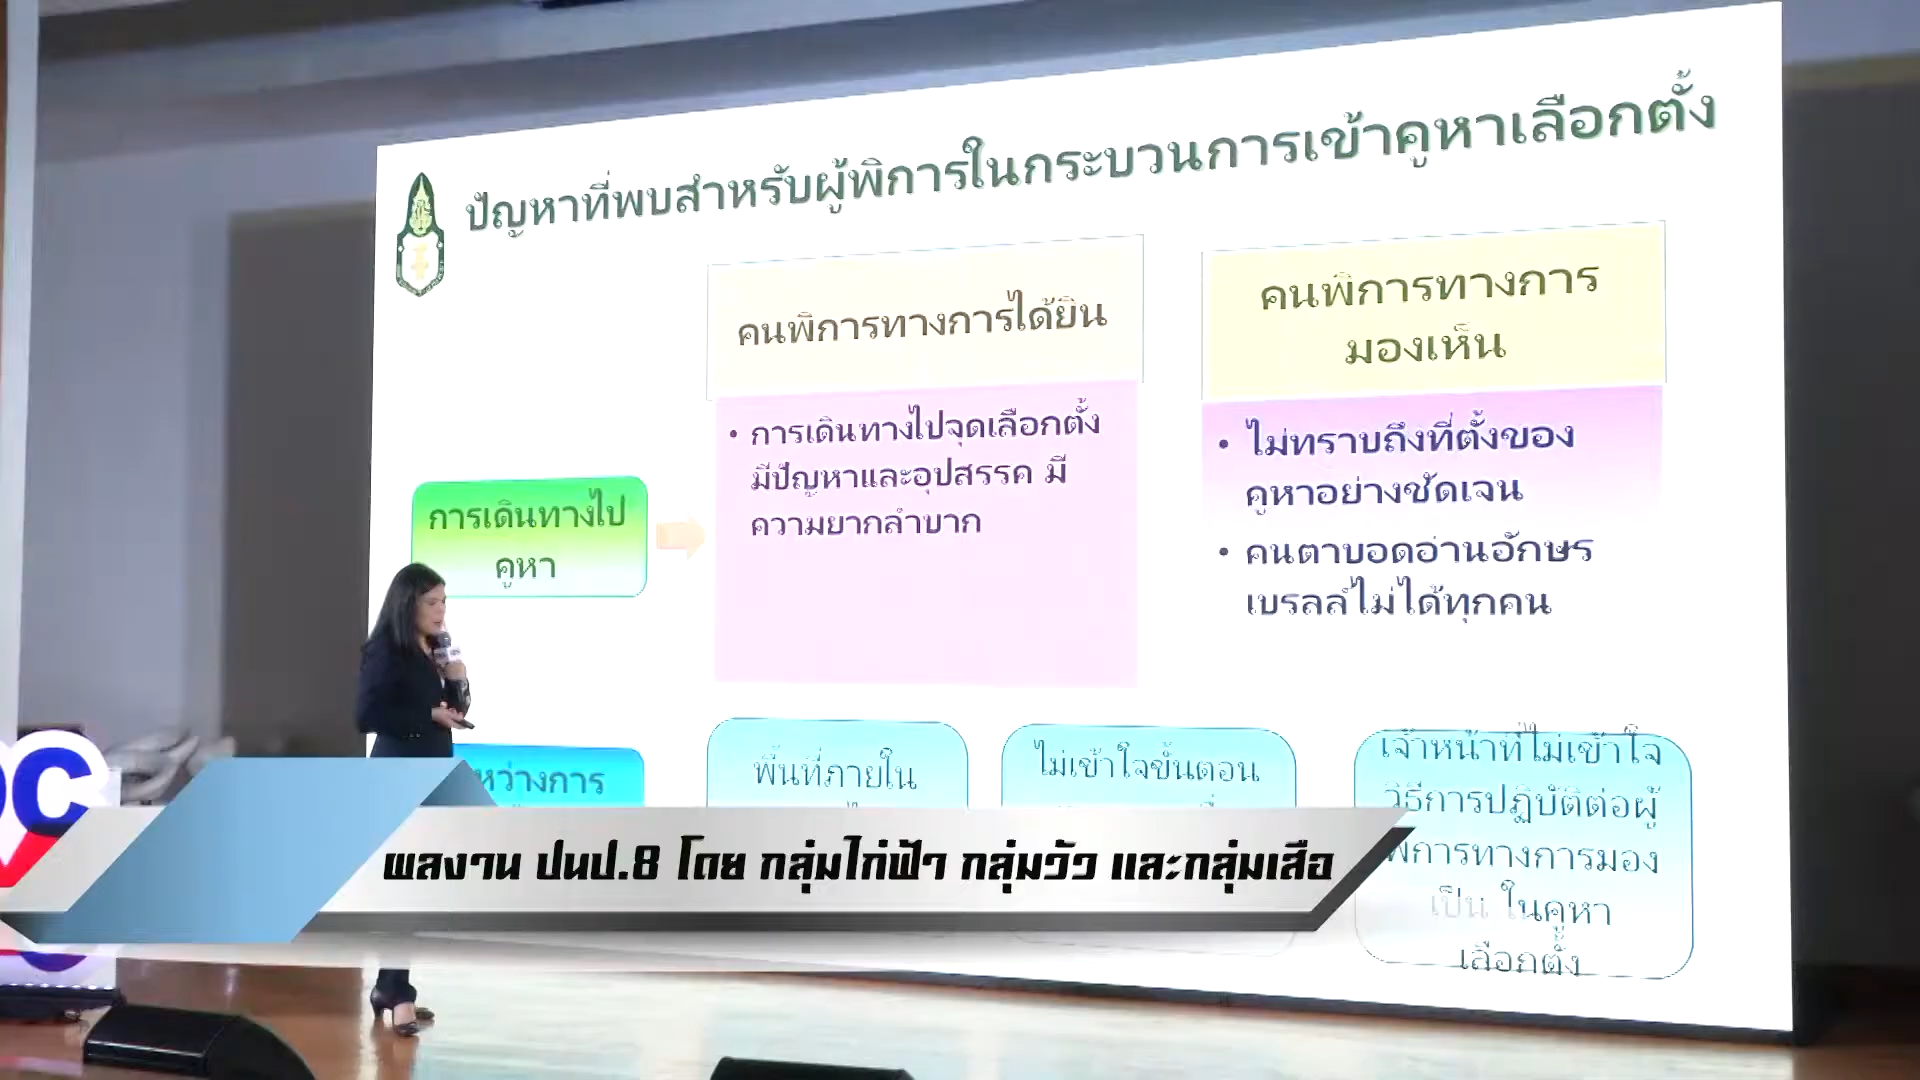 ปัญหาที่พบสำหรับผู้พิการในกระบวนการเข้าคูหาเลือกตั้ง
คนพิการทางการได้ยิน
คนพิการทางการ
มองเห็น
การเดินทางไป
คูหา
• การเดินทางไปจุดเลือกตั้ง
มีปัญหาและอุปสรรค มี
ความยากลำบาก
• ไม่ทราบถึงที่ตั้งของ
คูหาอย่างชัดเจน
• คนตาบอดอ่านอักษร
เบรลล์ไม่ได้ทุกคน
หว่างการ
พื้นที่ภายใน
ไม่เข้าใจขั้นตอน
เจ้าหน้าที่ไม่เข้าใจ
วิธีการปฏิบัติต่อผู้
พิการทางการมอง
เป็น ในคูหา
เลือกตั้ง
ผลงาน ปนป.8 โดย กลุ่มไก่ฟ้า กลุ่มวัว และกลุ่มเสือ